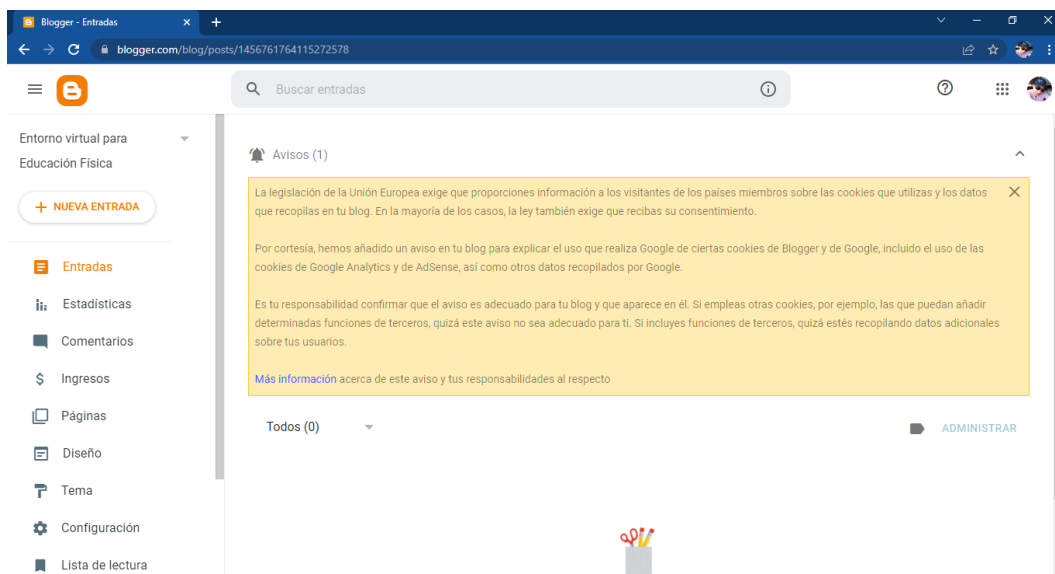 Blogger - Entradas
blogger.com/blog/posts/1456761764115272578
Buscar entradas
Entorno virtual para
Educación Física
NUEVA ENTRADA
Entradas
Estadísticas
Comentarios
Ingresos
Páginas
Diseño
Tema
Configuración
Lista de lectura
Avisos (1)
La legislación de la Unión Europea exige que proporciones información a los visitantes de los países miembros sobre las cookies que utilizas y los datos
que recopilas en tu blog. En la mayoría de los casos, la ley también exige que recibas su consentimiento.
Por cortesía, hemos añadido un aviso en tu blog para explicar el uso que realiza Google de ciertas cookies de Blogger y de Google, incluido el uso de las
cookies de Google Analytics y de AdSense, así como otros datos recopilados por Google.
Es tu responsabilidad confirmar que el aviso es adecuado para tu blog y que aparece en él. Si empleas otras cookies, por ejemplo, las que puedan añadir
determinadas funciones de terceros, quizá este aviso no sea adecuado para ti. Si incluyes funciones de terceros, quizá estés recopilando datos adicionales
sobre tus usuarios.
Más información acerca de este aviso y tus responsabilidades al respecto
Todos (0)
ADMINISTRAR